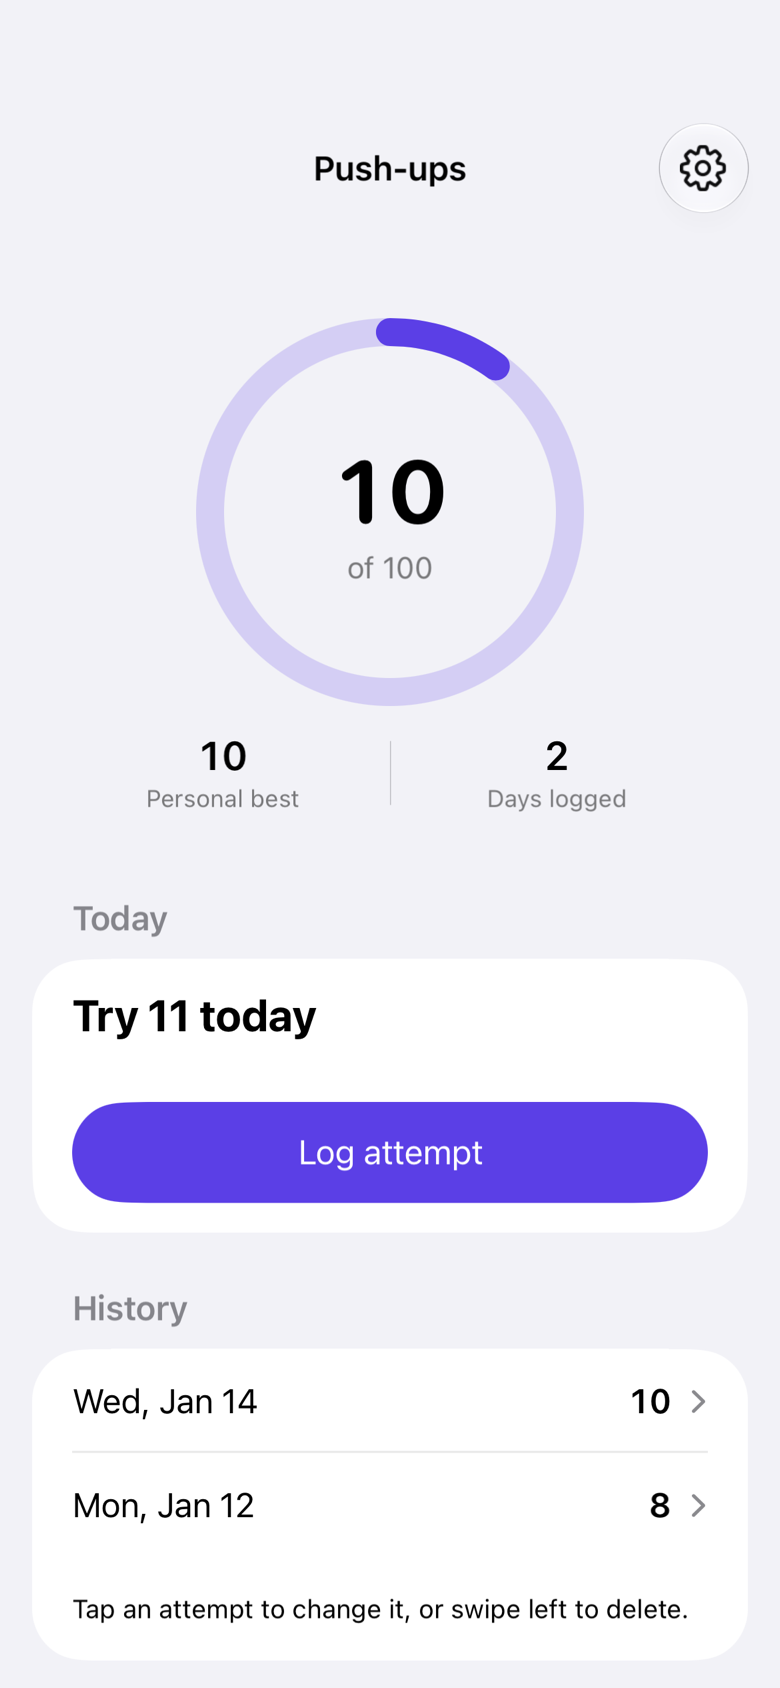 Push-ups
10
of 100
10
Personal best
2
Days logged
Today
Try 11 today
Log attempt
History
Wed, Jan 14 10
Mon, Jan 12 8
Tap an attempt to change it, or swipe left to delete.